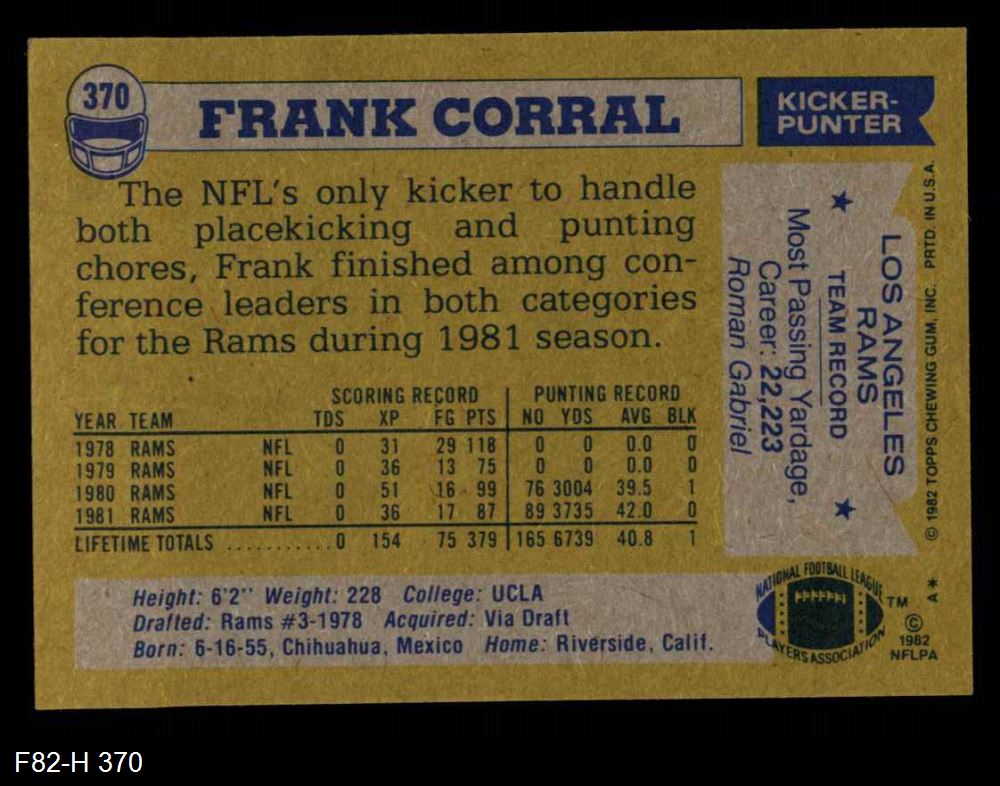 370
FRANK CORRAL
KICKER-
PUNTER
The NFL's only kicker to handle
both placekicking and punting
chores, Frank finished among con-
ference leaders in both categories
for the Rams during 1981 season.
SCORING RECORD PUNTING RECORD
YEAR TEAM TDS XP FG PTS NO YDS AVG BLK
1978 RAMS NFL 0 31 29 118 0 0 0.0 0
1979 RAMS NFL 0 36 13 75 0 0 0.0 0
1980 RAMS NFL 0 51 16 99 76 3004 39.5 1
1981 RAMS NFL 0 36 17 87 89 3735 42.0 0
LIFETIME TOTALS ...........0 154 75 379 165 6739 40.8 1
Height: 6'2" Weight: 228 College: UCLA
Drafted: Rams #3-1978 Acquired: Via Draft
Born: 6-16-55, Chihuahua, Mexico Home: Riverside, Calif.
LOS ANGELES
RAMS
★ TEAM RECORD ★
Most Passing Yardage,
Career: 22,223
Roman Gabriel
© 1982 TOPPS CHEWING GUM, INC. PRTD. IN U.S.A.
A*
NATIONAL FOOTBALL LEAGUE
PLAYERS ASSOCIATION
NFLPA
TM
©
1982
NFLPA
F82-H 370